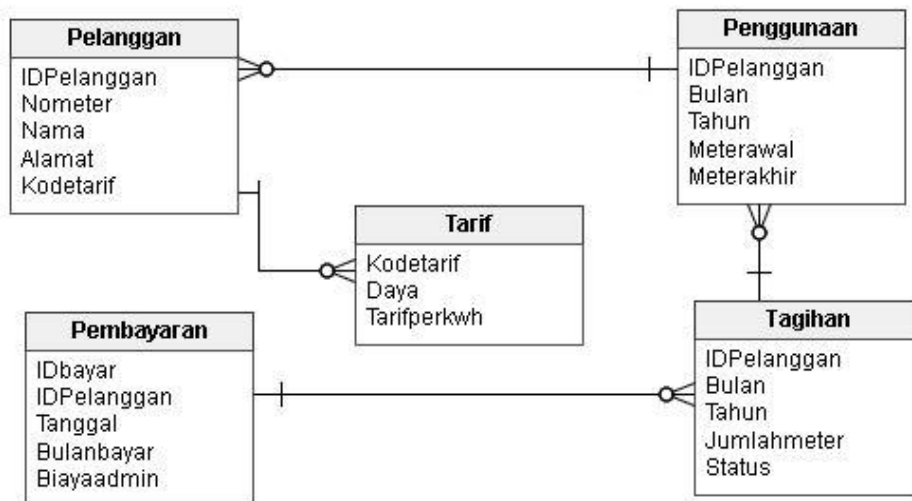 Pelanggan
IDPelanggan
Nometer
Nama
Alamat
Kodetarif
Penggunaan
IDPelanggan
Bulan
Tahun
Meterawal
Meterakhir
Tarif
Kodetarif
Daya
Tarifperkwh
Pembayaran
IDbayar
IDPelanggan
Tanggal
Bulanbayar
Biayaadmin
Tagihan
IDPelanggan
Bulan
Tahun
Jumlahmeter
Status